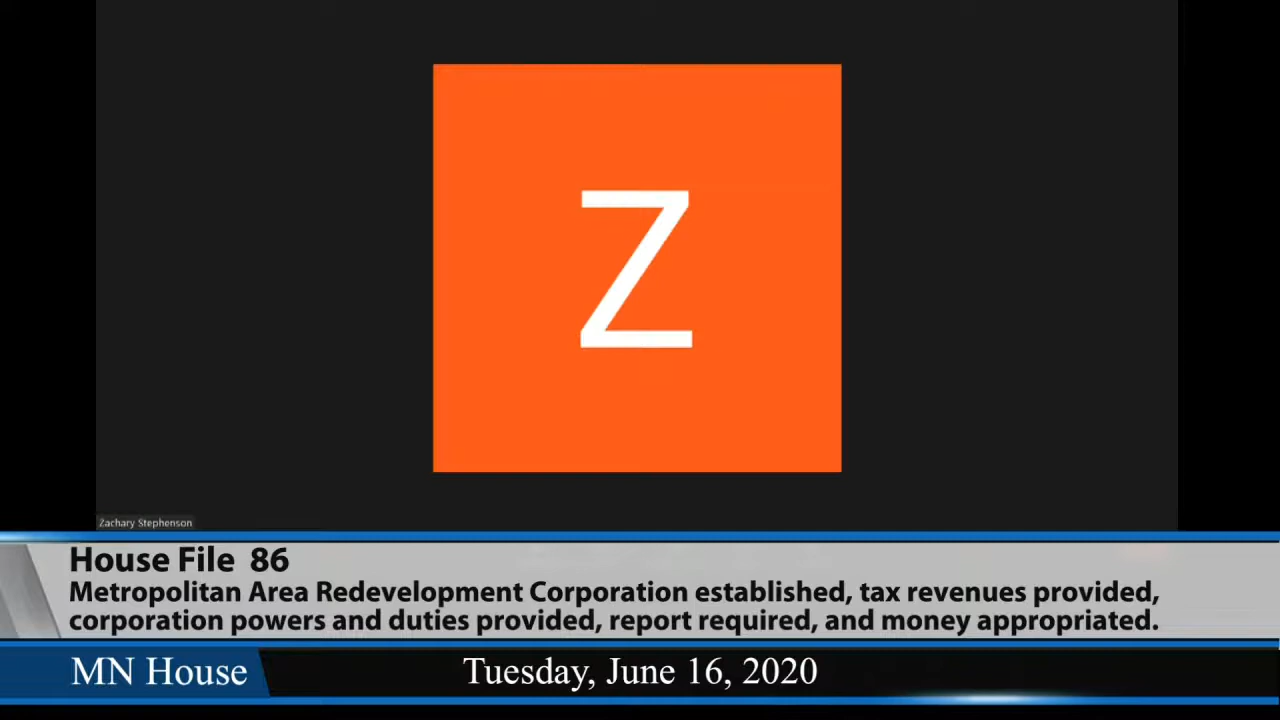 Z
Zachary Stephenson
House File 86
Metropolitan Area Redevelopment Corporation established, tax revenues provided,
corporation powers and duties provided, report required, and money appropriated.
MN House
Tuesday, June 16, 2020